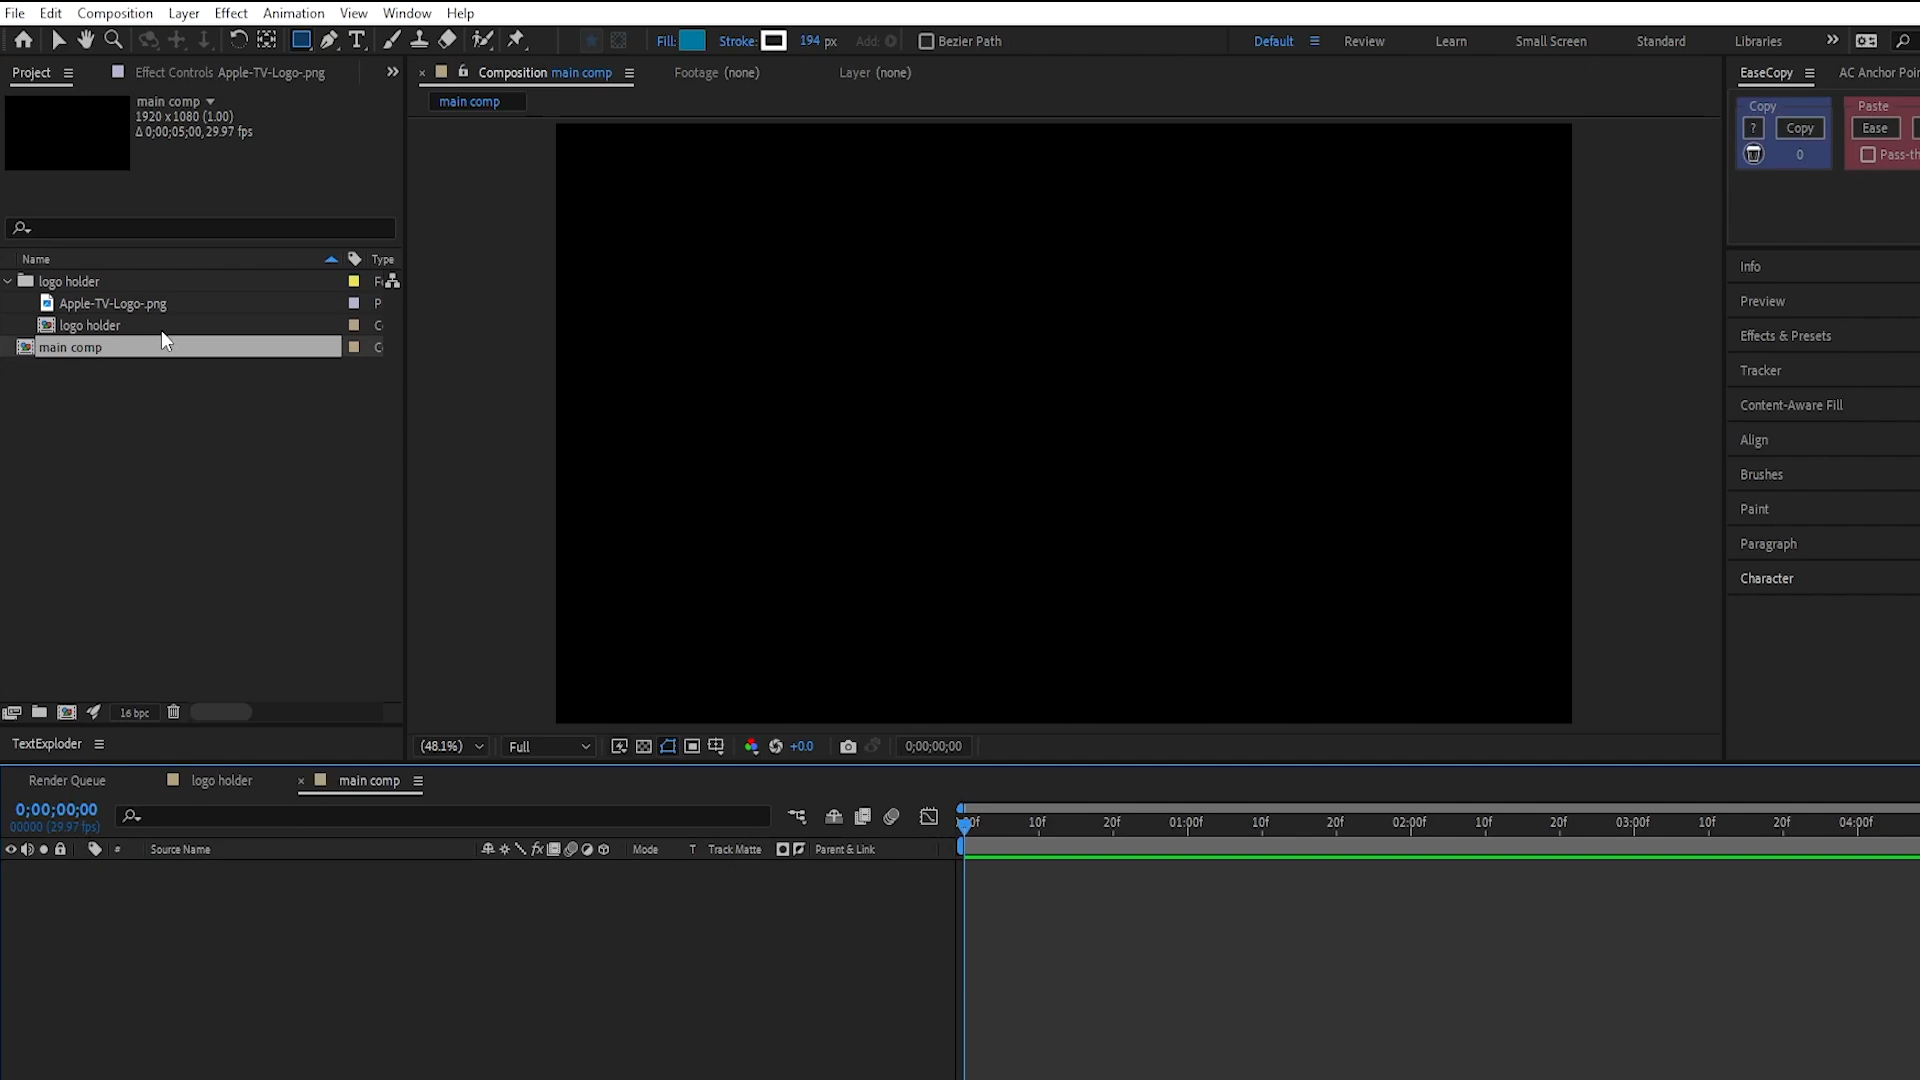 File Edit Composition Layer Effect Animation View Window Help
Fill: Stroke: 194 px Add: Bezier Path Default Review Learn Small Screen Standard Libraries
Project Effect Controls Apple-TV-Logo-.png Composition main comp Footage (none) Layer (none) EaseCopy AC Anchor Poi
main comp
1920 x 1080 (1.00)
Δ 0;00;05;00, 29.97 fps
main comp
Copy Paste
? Copy Ease
0 Pass-th
Name Type
logo holder F
Apple-TV-Logo-.png P
logo holder C
main comp C
Info
Preview
Effects & Presets
Tracker
Content-Aware Fill
Align
Brushes
Paint
Paragraph
Character
16 bpc
TextExploder
(48.1%) Full +0.0 0;00;00;00
Render Queue logo holder main comp
0;00;00;00
00000 (29.97 fps)
00f 10f 20f 01:00f 10f 20f 02:00f 10f 20f 03:00f 10f 20f 04:00f
# Source Name fx Mode T Track Matte Parent & Link